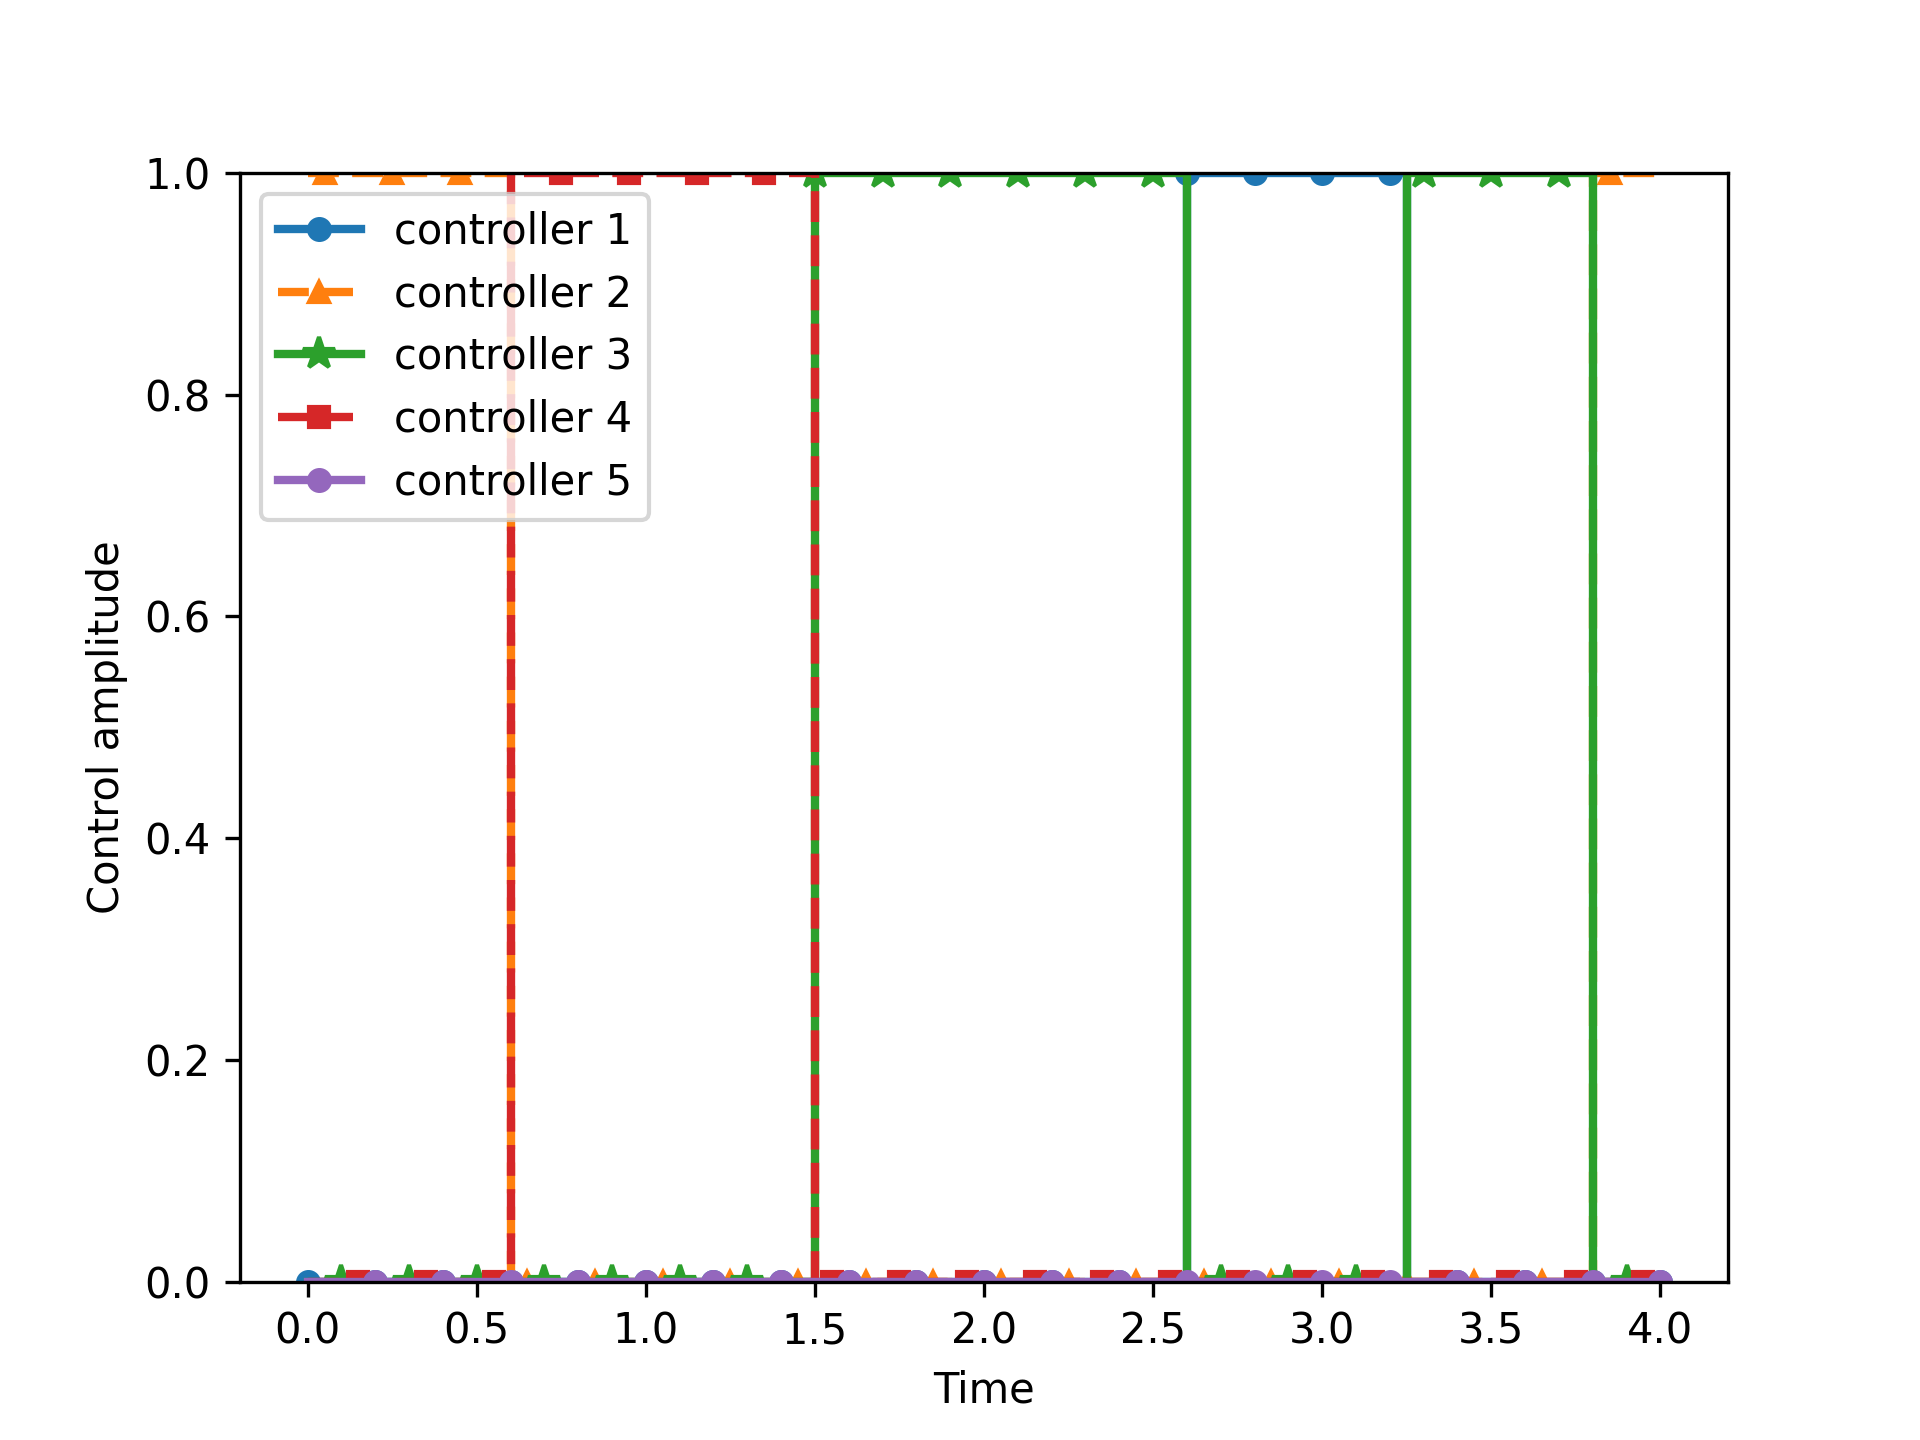 1.0
0.8
0.6
0.4
0.2
0.0
controller 1
controller 2
controller 3
controller 4
controller 5
Control amplitude
0.0 0.5 1.0 1.5 2.0 2.5 3.0 3.5 4.0
Time